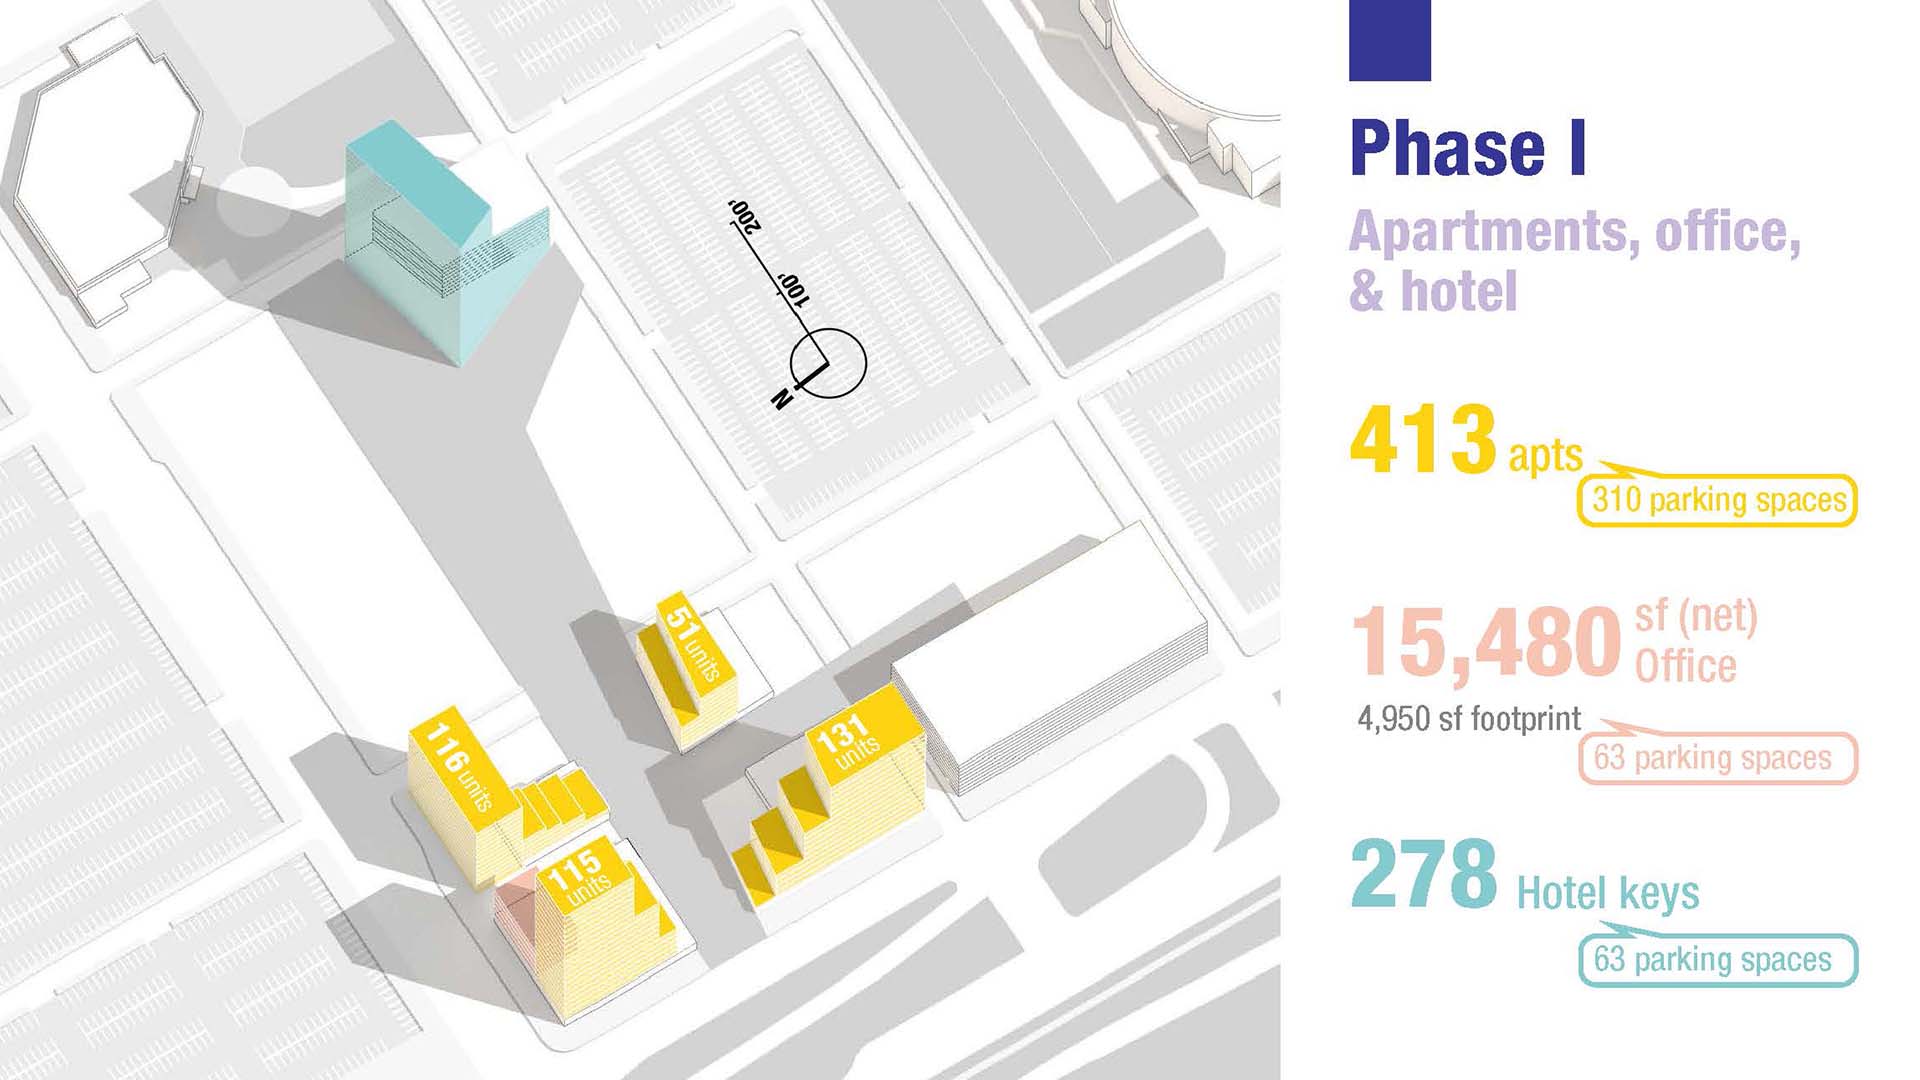 Phase I
Apartments, office,
& hotel
413 apts
310 parking spaces
15,480 sf (net)
Office
4,950 sf footprint
63 parking spaces
278 Hotel keys
63 parking spaces
200'
100'
N
51 units
116 units
131
units
115
units